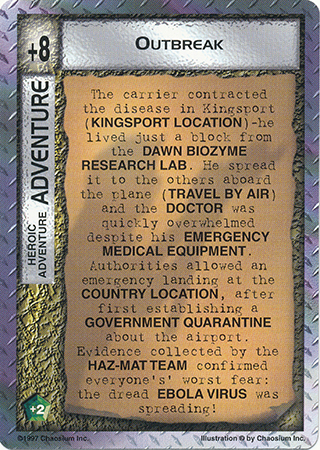 +8
OUTBREAK
HEROIC
ADVENTURE
ADVENTURE
The carrier contracted
the disease in Kingsport
(KINGSPORT LOCATION)-he
lived just a block from
the DAWN BIOZYME
RESEARCH LAB. He spread
it to the others aboard
the plane (TRAVEL BY AIR)
and the DOCTOR was
quickly overwhelmed
despite his EMERGENCY
MEDICAL EQUIPMENT.
Authorities allowed an
emergency landing at the
COUNTRY LOCATION, after
first establishing a
GOVERNMENT QUARANTINE
about the airport.
Evidence collected by the
HAZ-MAT TEAM confirmed
everyone's' worst fear:
the dread EBOLA VIRUS was
spreading!
+2
©1997 Chaosium Inc.
Illustration © by Chaosium Inc.